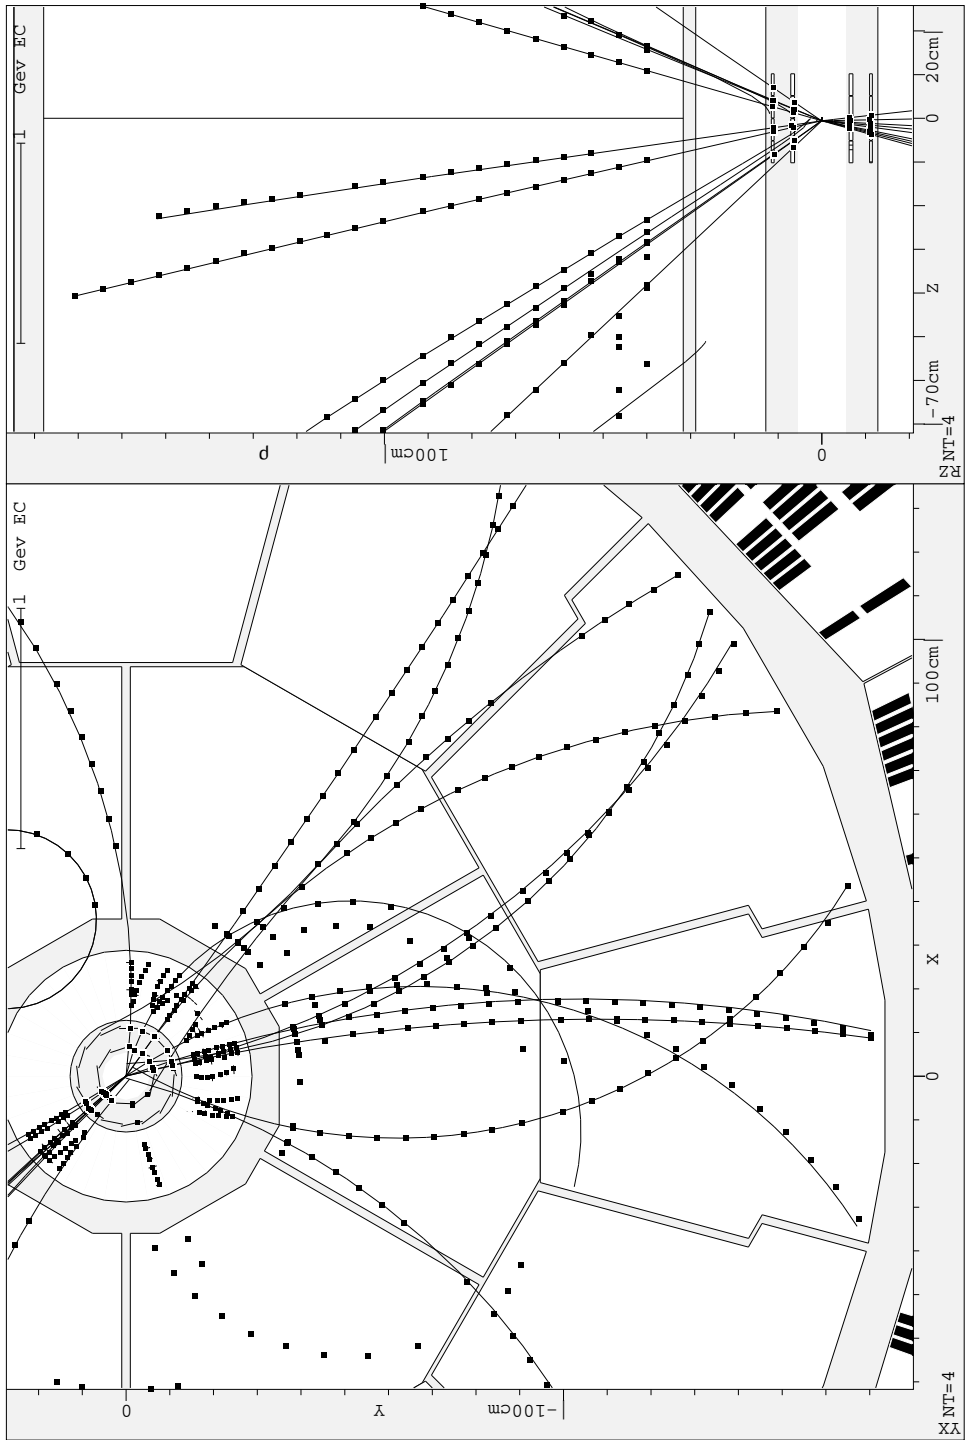 1 Gev EC
20cm|
0
Z
|-70cm
ρ
|100cm
0
RZ NT=4
1 Gev EC
100cm|
X
0
0
Y
-100cm|
YX NT=4